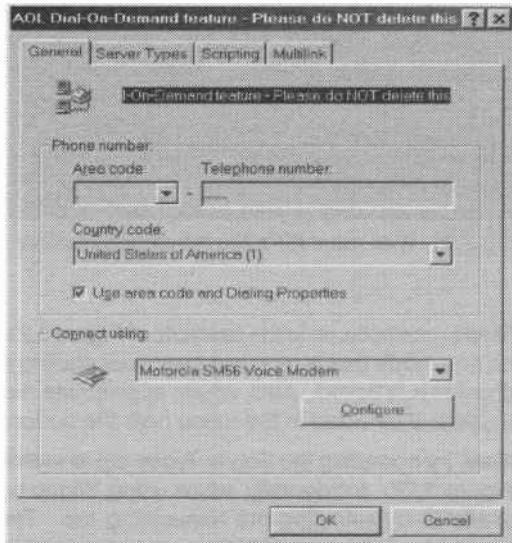 AOL Dial-On-Demand feature - Please do NOT delete this
General Server Types Scripting Multilink
-On-Demand feature - Please do NOT delete this
Phone number:
Area code: Telephone number:
- .....
Country code:
United States of America (1)
Use area code and Dialing Properties
Connect using:
Motorola SM56 Voice Modem
Configure...
OK Cancel